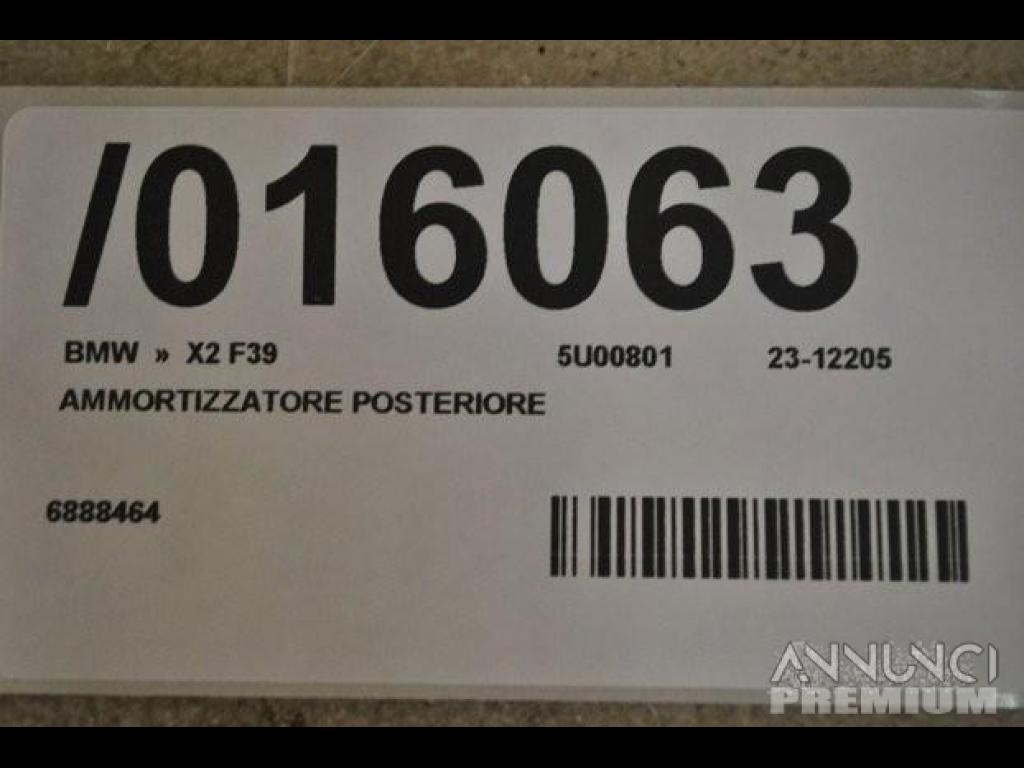 /016063
BMW » X2 F39 5U00801 23-12205
AMMORTIZZATORE POSTERIORE
6888464
ANNUNCI
PREMIUM